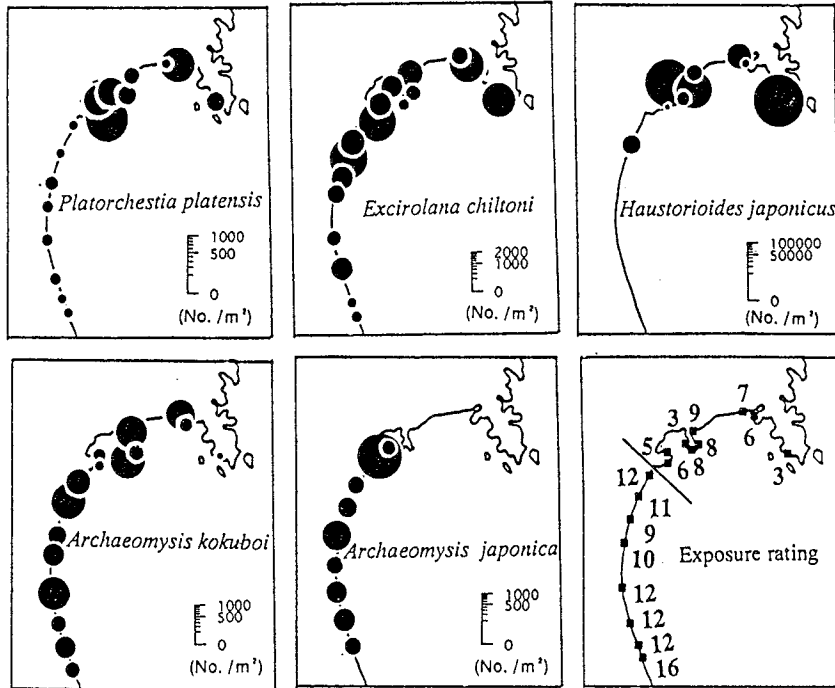 Platorchestia platensis
1000
500
0
(No. /m²)
Excirolana chiltoni
2000
1000
0
(No. /m²)
Haustorioides japonicus
100000
50000
0
(No. /m²)
Archaeomysis kokuboi
1000
500
0
(No. /m²)
Archaeomysis japonica
1000
500
0
(No. /m²)
7
9
3
6
5
8
6
8
3
12
11
9
Exposure rating
10
12
12
12
16